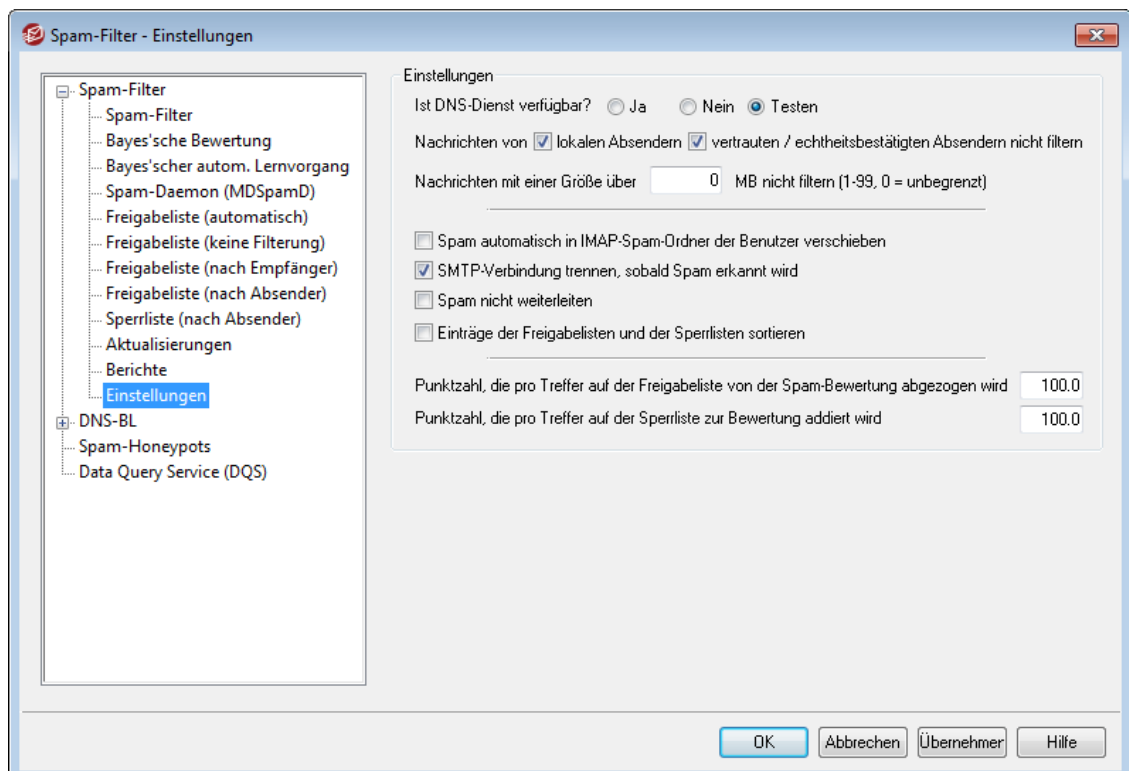 Spam-Filter - Einstellungen
Spam-Filter
Spam-Filter
Bayes'sche Bewertung
Bayes'scher autom. Lernvorgang
Spam-Daemon (MDSpamD)
Freigabeliste (automatisch)
Freigabeliste (keine Filterung)
Freigabeliste (nach Empfänger)
Freigabeliste (nach Absender)
Sperrliste (nach Absender)
Aktualisierungen
Berichte
Einstellungen
DNS-BL
Spam-Honeypots
Data Query Service (DQS)
Einstellungen
Ist DNS-Dienst verfügbar? Ja Nein Testen
Nachrichten von lokalen Absendern vertrauten / echtheitsbestätigten Absendern nicht filtern
Nachrichten mit einer Größe über 0 MB nicht filtern (1-99, 0 = unbegrenzt)
Spam automatisch in IMAP-Spam-Ordner der Benutzer verschieben
SMTP-Verbindung trennen, sobald Spam erkannt wird
Spam nicht weiterleiten
Einträge der Freigabelisten und der Sperrlisten sortieren
Punktzahl, die pro Treffer auf der Freigabeliste von der Spam-Bewertung abgezogen wird 100.0
Punktzahl, die pro Treffer auf der Sperrliste zur Bewertung addiert wird 100.0
OK Abbrechen Übernehmer Hilfe